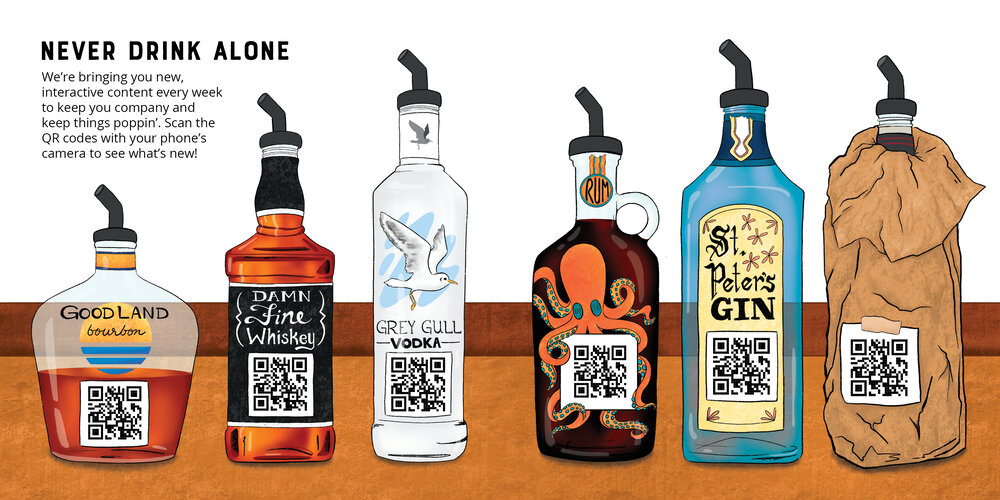 NEVER DRINK ALONE
We’re bringing you new,
interactive content every week
to keep you company and
keep things poppin’. Scan the
QR codes with your phone’s
camera to see what’s new!
GOOD LAND
bourbon
DAMN
Fine
Whiskey
GREY GULL
VODKA
RUM
St.
Peter's
GIN